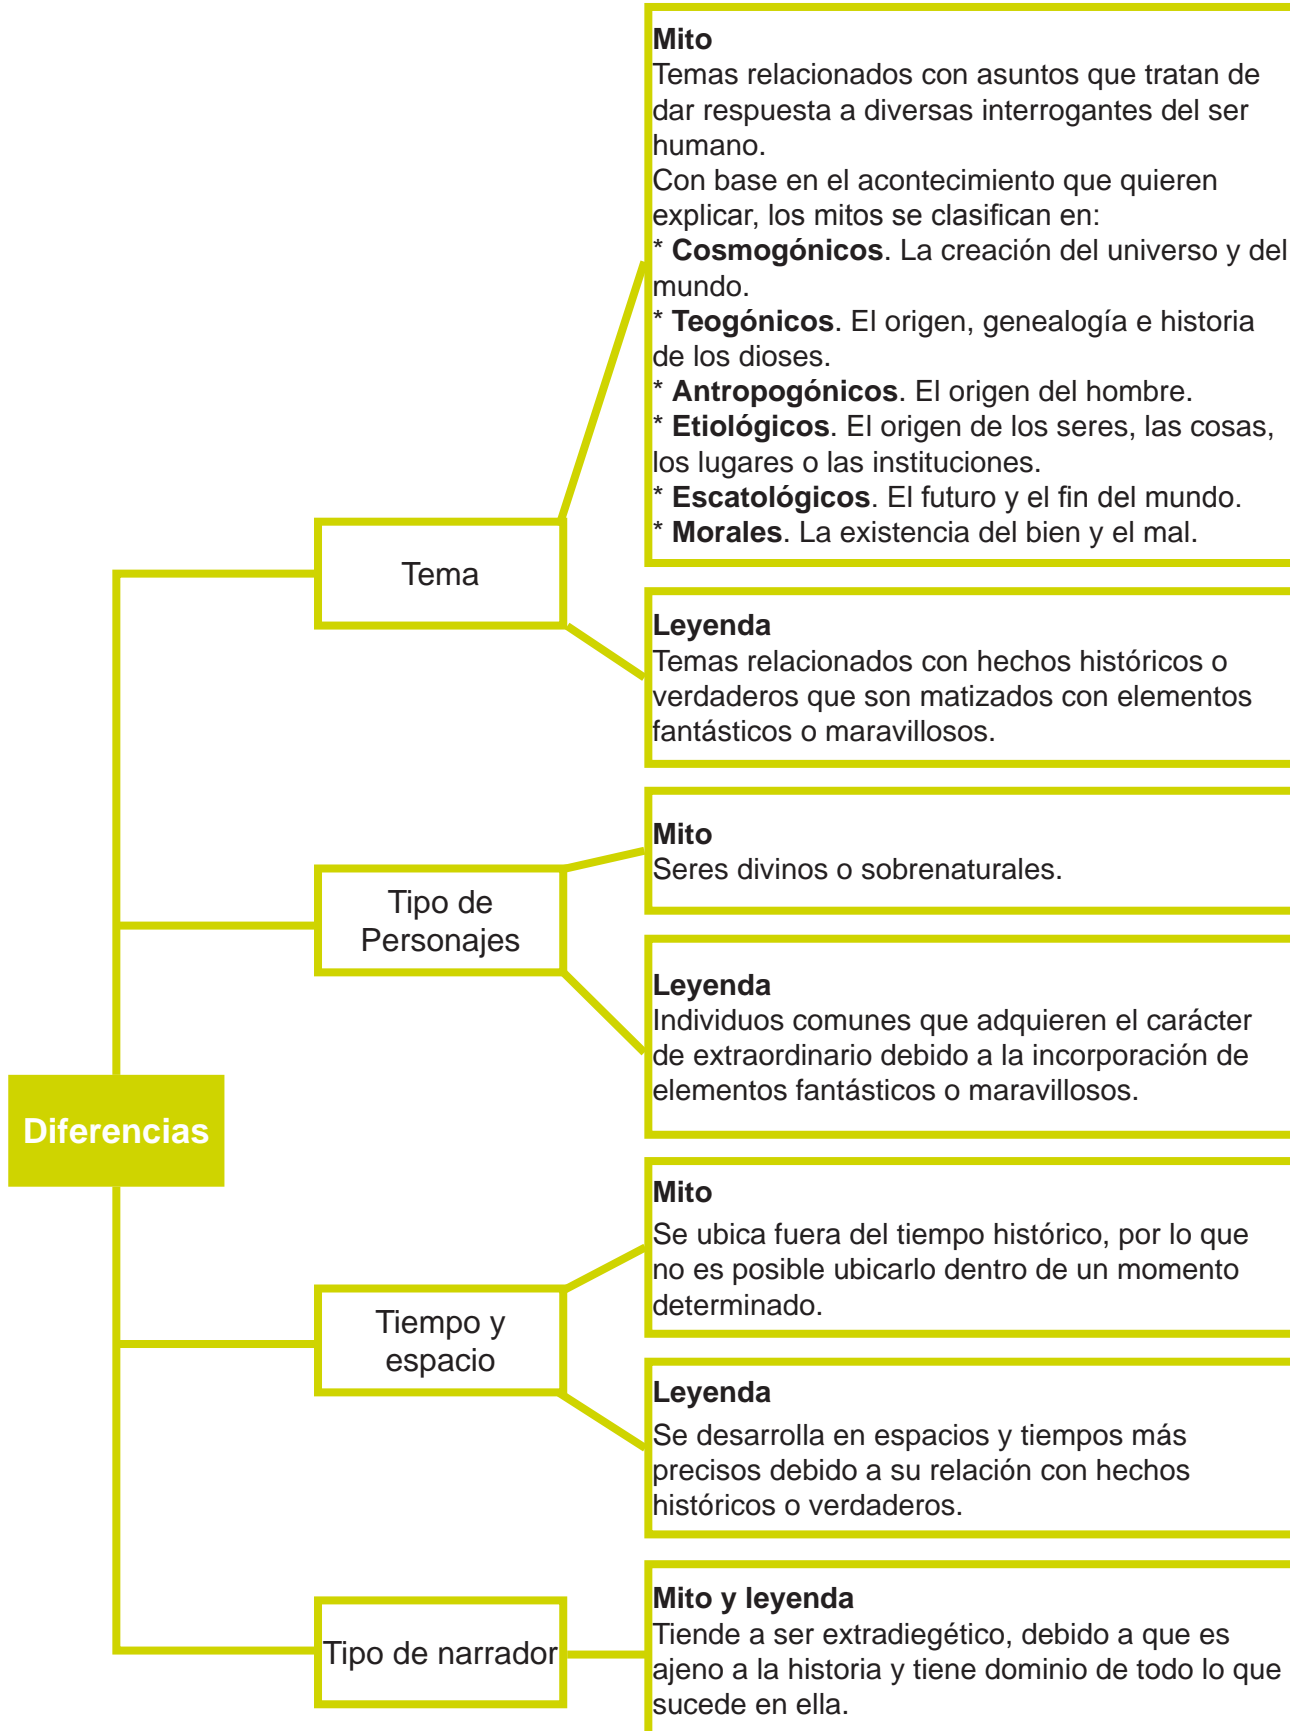 Mito
Temas relacionados con asuntos que tratan de
dar respuesta a diversas interrogantes del ser
humano.
Con base en el acontecimiento que quieren
explicar, los mitos se clasifican en:
* Cosmogónicos. La creación del universo y del
mundo.
* Teogónicos. El origen, genealogía e historia
de los dioses.
* Antropogónicos. El origen del hombre.
* Etiológicos. El origen de los seres, las cosas,
los lugares o las instituciones.
* Escatológicos. El futuro y el fin del mundo.
* Morales. La existencia del bien y el mal.
Tema
Leyenda
Temas relacionados con hechos históricos o
verdaderos que son matizados con elementos
fantásticos o maravillosos.
Mito
Seres divinos o sobrenaturales.
Tipo de
Personajes
Leyenda
Individuos comunes que adquieren el carácter
de extraordinario debido a la incorporación de
elementos fantásticos o maravillosos.
Diferencias
Mito
Se ubica fuera del tiempo histórico, por lo que
no es posible ubicarlo dentro de un momento
determinado.
Tiempo y
espacio
Leyenda
Se desarrolla en espacios y tiempos más
precisos debido a su relación con hechos
históricos o verdaderos.
Mito y leyenda
Tiende a ser extradiegético, debido a que es
ajeno a la historia y tiene dominio de todo lo que
sucede en ella.
Tipo de narrador